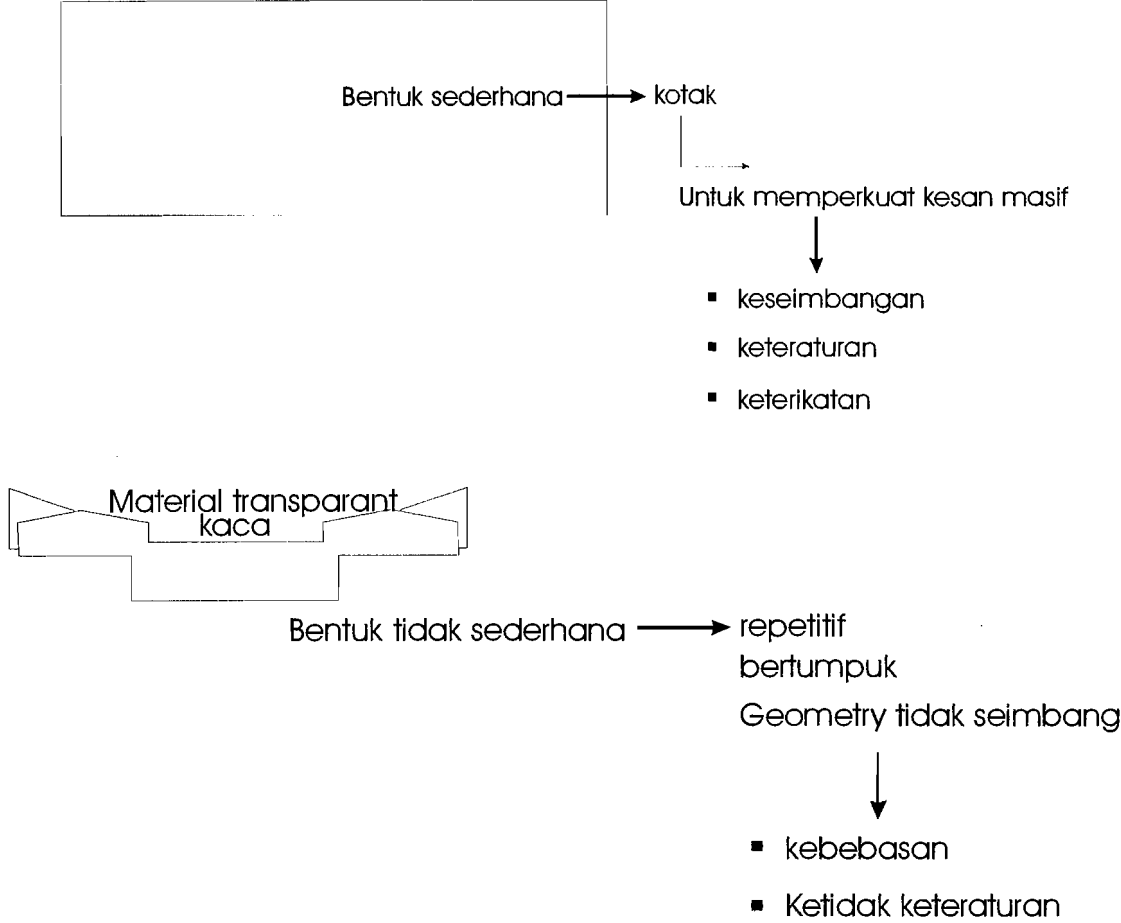 Bentuk sederhana
kotak
Untuk memperkuat kesan masif
▪ keseimbangan
▪ keteraturan
▪ keterikatan
Material transparant
kaca
Bentuk tidak sederhana
repetitif
bertumpuk
Geometry tidak seimbang
▪ kebebasan
▪ Ketidak keteraturan